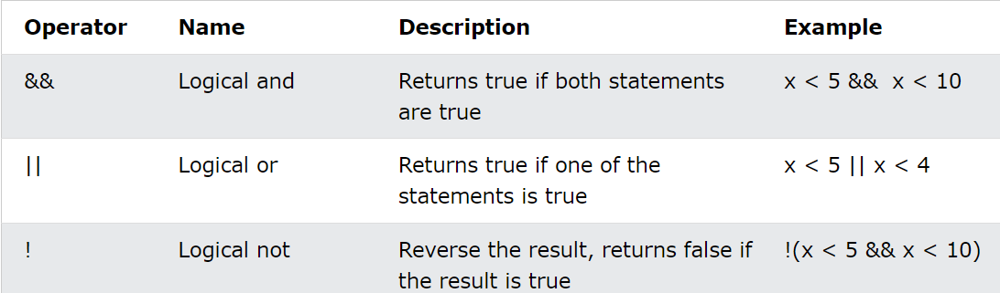 Operator Name Description Example
&& Logical and Returns true if both statements x < 5 &&  x < 10
are true
|| Logical or Returns true if one of the x < 5 || x < 4
statements is true
! Logical not Reverse the result, returns false if !(x < 5 && x < 10)
the result is true